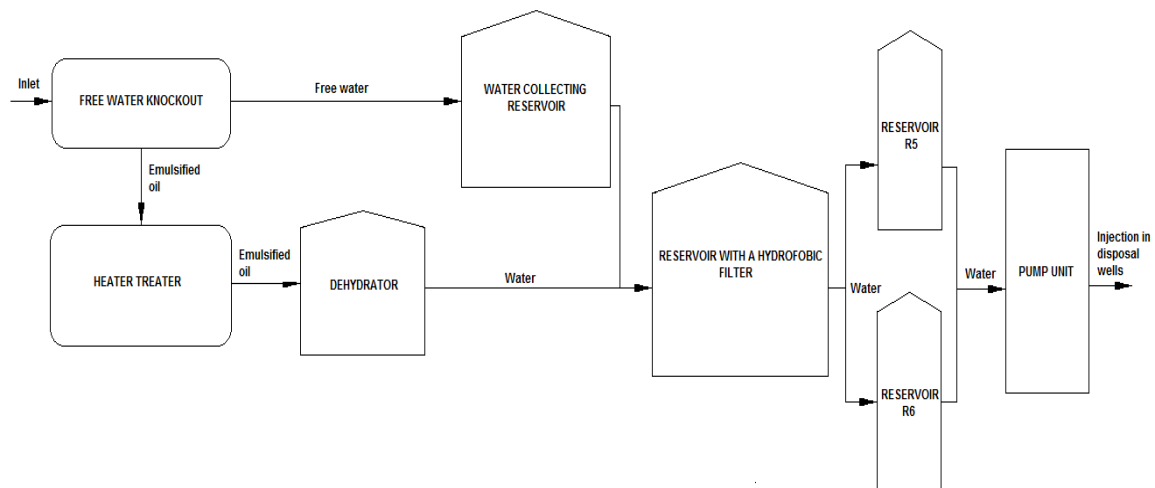 Inlet
FREE WATER KNOCKOUT
Free water
WATER COLLECTING
RESERVOIR
RESERVOIR
R5
Emulsified
oil
HEATER TREATER
Emulsified
oil
DEHYDRATOR
Water
RESERVOIR WITH A HYDROFOBIC
FILTER
Water
Water
PUMP UNIT
Injection in
disposal
wells
RESERVOIR
R6